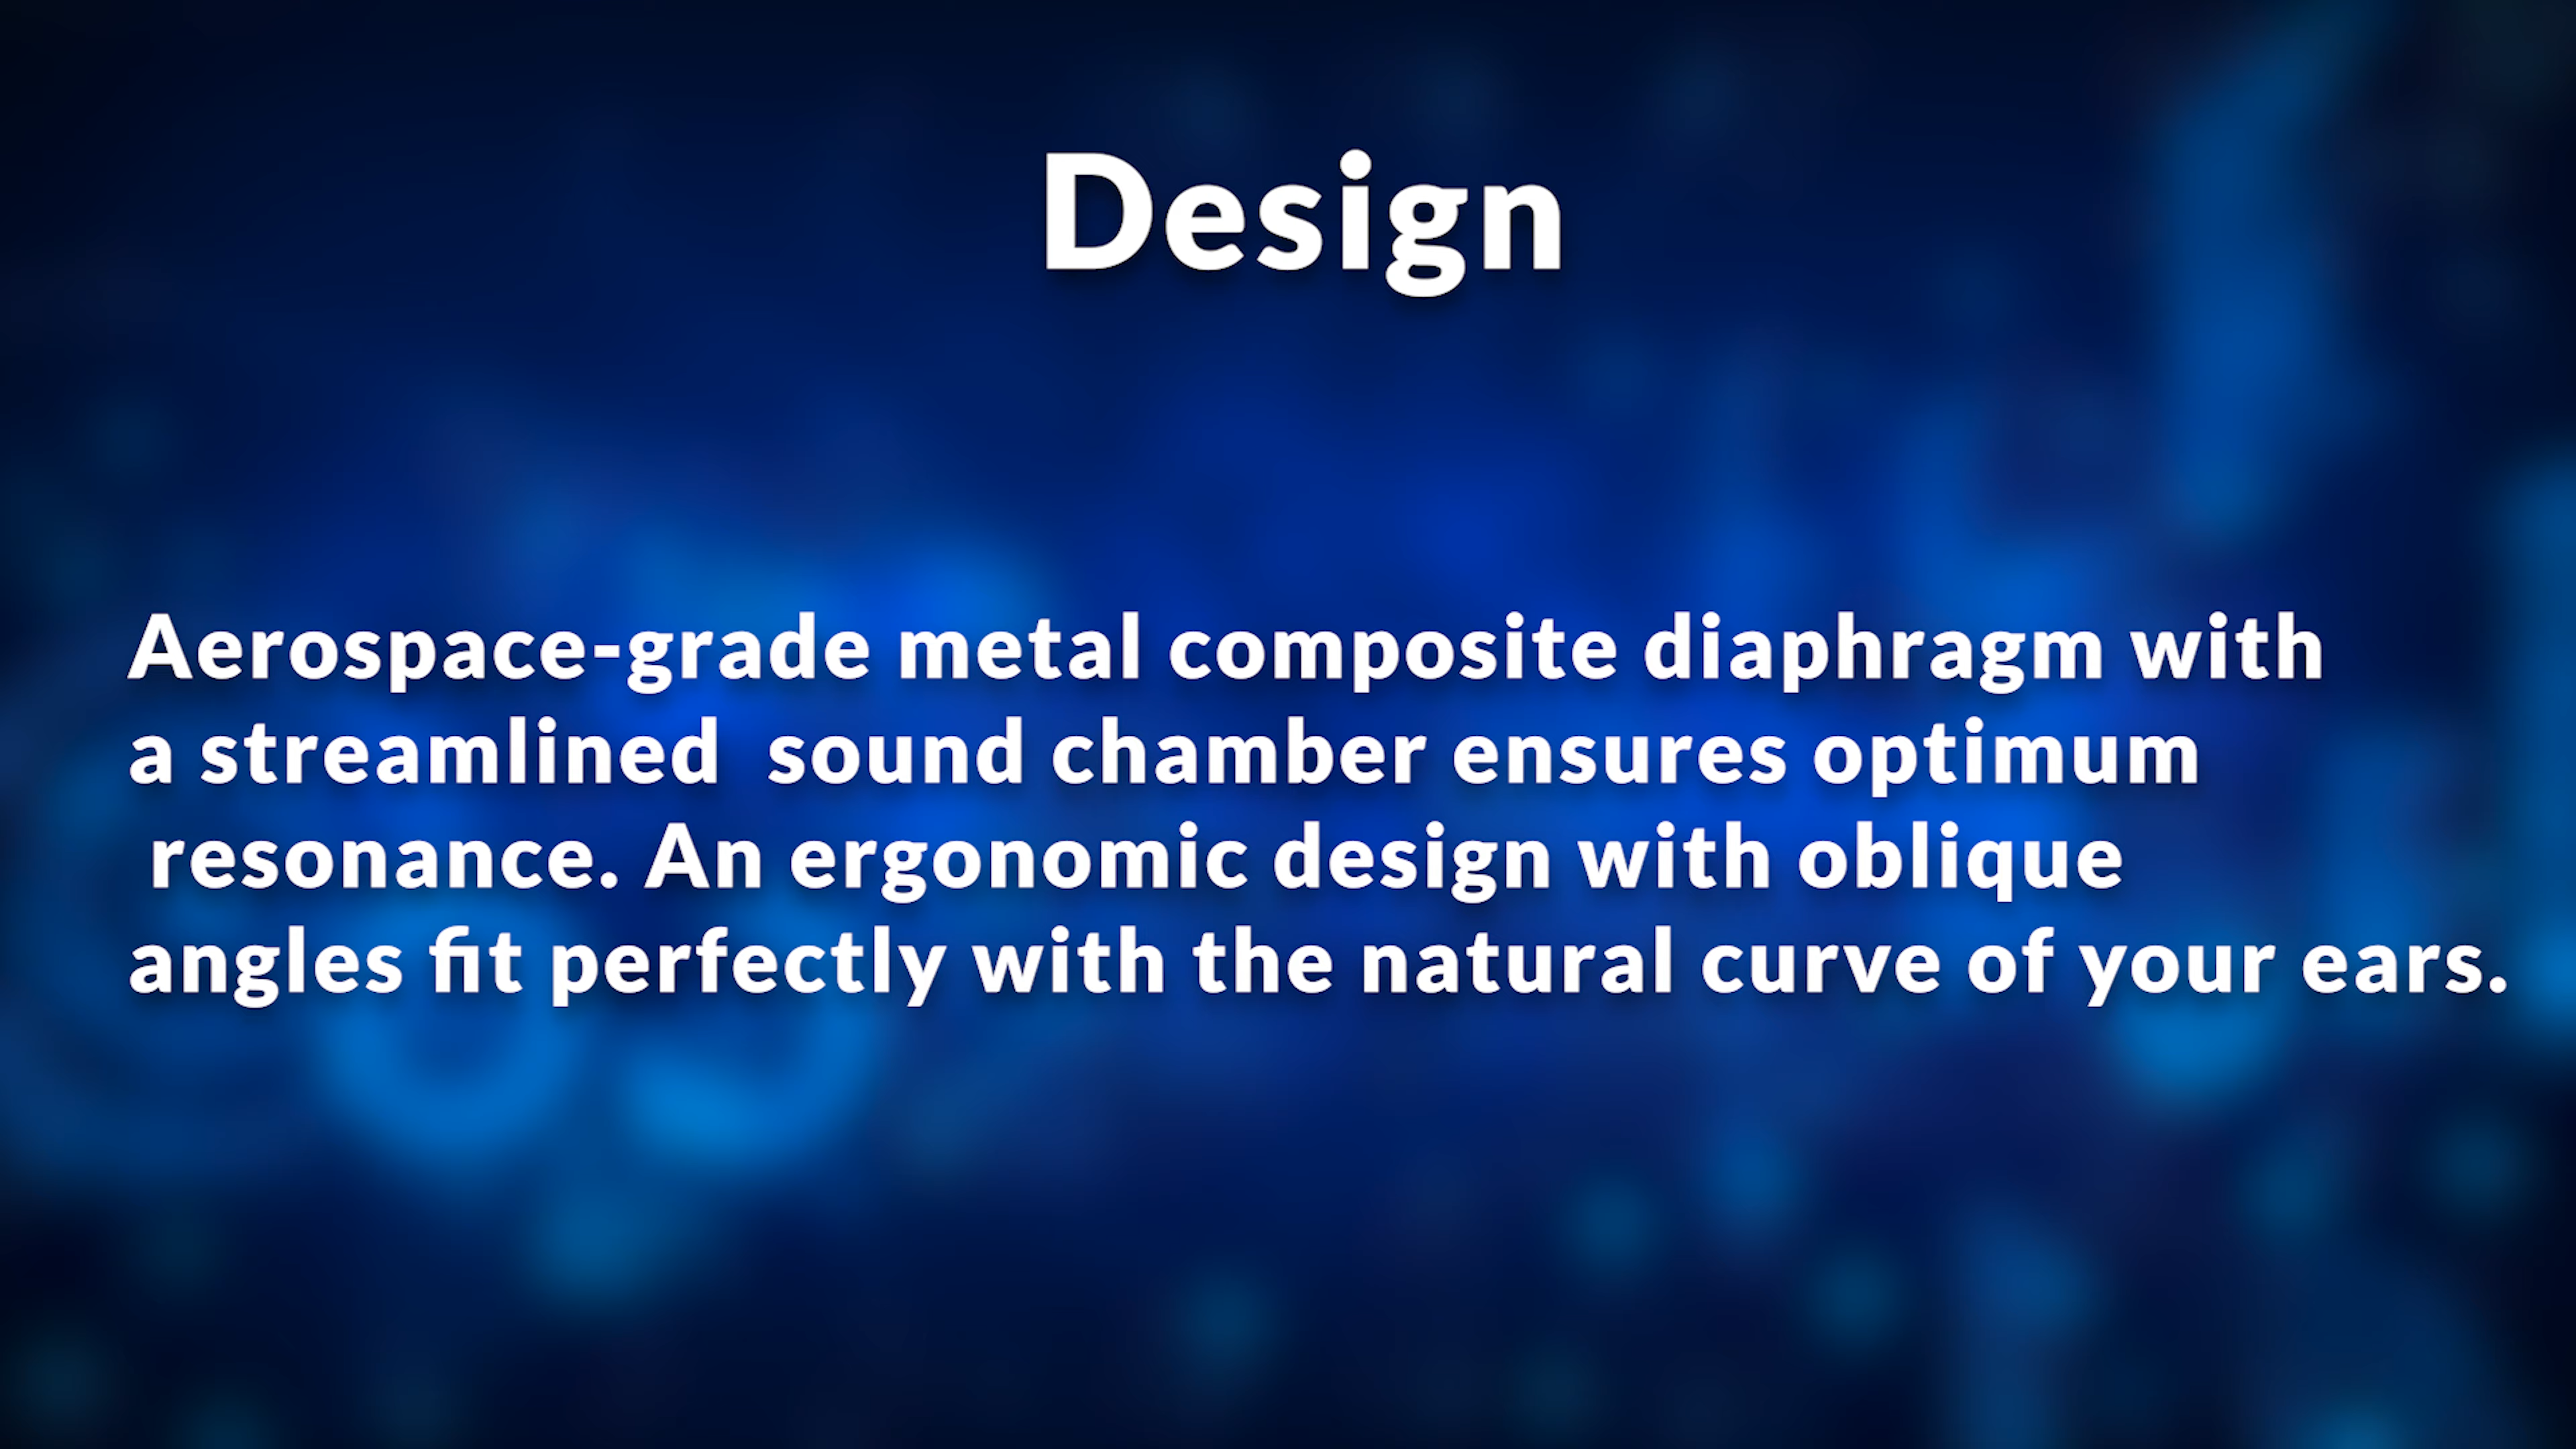 Design
Aerospace-grade metal composite diaphragm with
a streamlined  sound chamber ensures optimum
resonance. An ergonomic design with oblique
angles fit perfectly with the natural curve of your ears.